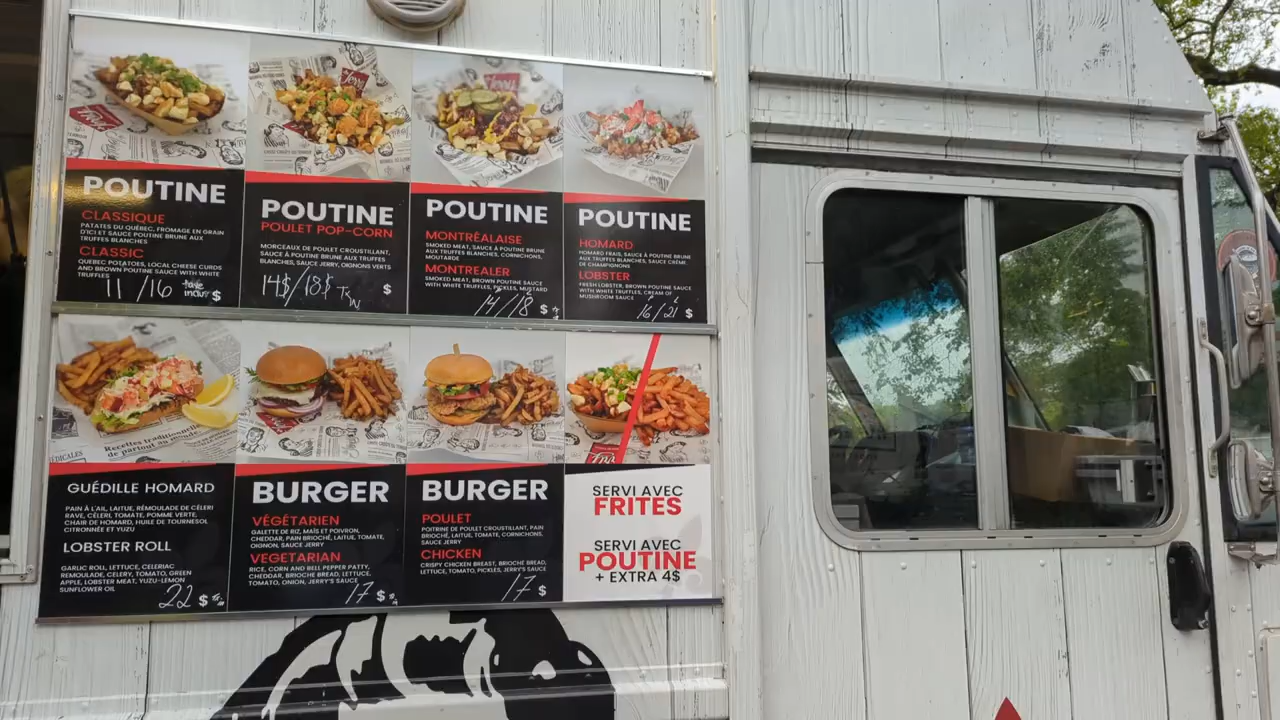 POUTINE
CLASSIQUE
PATATES DU QUÉBEC, FROMAGE EN GRAIN
D'ICI ET SAUCE POUTINE BRUNE AUX
TRUFFES BLANCHES
CLASSIC
QUEBEC POTATOES, LOCAL CHEESE CURDS
AND BROWN POUTINE SAUCE WITH WHITE
TRUFFLES
11 /16 $
POUTINE
POULET POP-CORN
MORCEAUX DE POULET CROUSTILLANT,
SAUCE À POUTINE BRUNE AUX TRUFFES
BLANCHES, SAUCE JERRY, OIGNONS VERTS
14$/18$ $
POUTINE
MONTRÉALAISE
SMOKED MEAT, SAUCE À POUTINE BRUNE
AUX TRUFFES BLANCHES, CORNICHONS,
MOUTARDE
MONTREALER
SMOKED MEAT, BROWN POUTINE SAUCE
WITH WHITE TRUFFLES, PICKLES, MUSTARD
14/18 $
POUTINE
HOMARD
HOMARD FRAIS, SAUCE À POUTINE BRUNE
AUX TRUFFES BLANCHES, SAUCE CRÈME
DE CHAMPIGNONS
LOBSTER
FRESH LOBSTER, BROWN POUTINE SAUCE
WITH WHITE TRUFFLES, CREAM OF
MUSHROOM SAUCE
16/21 $
Recettes traditionnelles
de partout au monde
GUÉDILLE HOMARD
PAIN À L'AIL, LAITUE, RÉMOULADE DE CÉLERI
RAVE, CÉLERI, TOMATE, POMME VERTE,
CHAIR DE HOMARD, HUILE DE TOURNESOL
CITRONNÉE ET YUZU
LOBSTER ROLL
GARLIC ROLL, LETTUCE, CELERIAC
REMOULADE, CELERY, TOMATO, GREEN
APPLE, LOBSTER MEAT, YUZU-LEMON
SUNFLOWER OIL
22 $
BURGER
VÉGÉTARIEN
GALETTE DE RIZ, MAÏS ET POIVRON,
CHEDDAR, PAIN BRIOCHÉ, LAITUE, TOMATE,
OIGNON, SAUCE JERRY
VEGETARIAN
RICE, CORN AND BELL PEPPER PATTY,
CHEDDAR, BRIOCHE BREAD, LETTUCE,
TOMATO, ONION, JERRY'S SAUCE
17 $
BURGER
POULET
POITRINE DE POULET CROUSTILLANT, PAIN
BRIOCHÉ, LAITUE, TOMATE, CORNICHONS,
SAUCE JERRY
CHICKEN
CRISPY CHICKEN BREAST, BRIOCHE BREAD,
LETTUCE, TOMATO, PICKLES, JERRY'S SAUCE
17 $
SERVI AVEC
FRITES
SERVI AVEC
POUTINE
+ EXTRA 4$